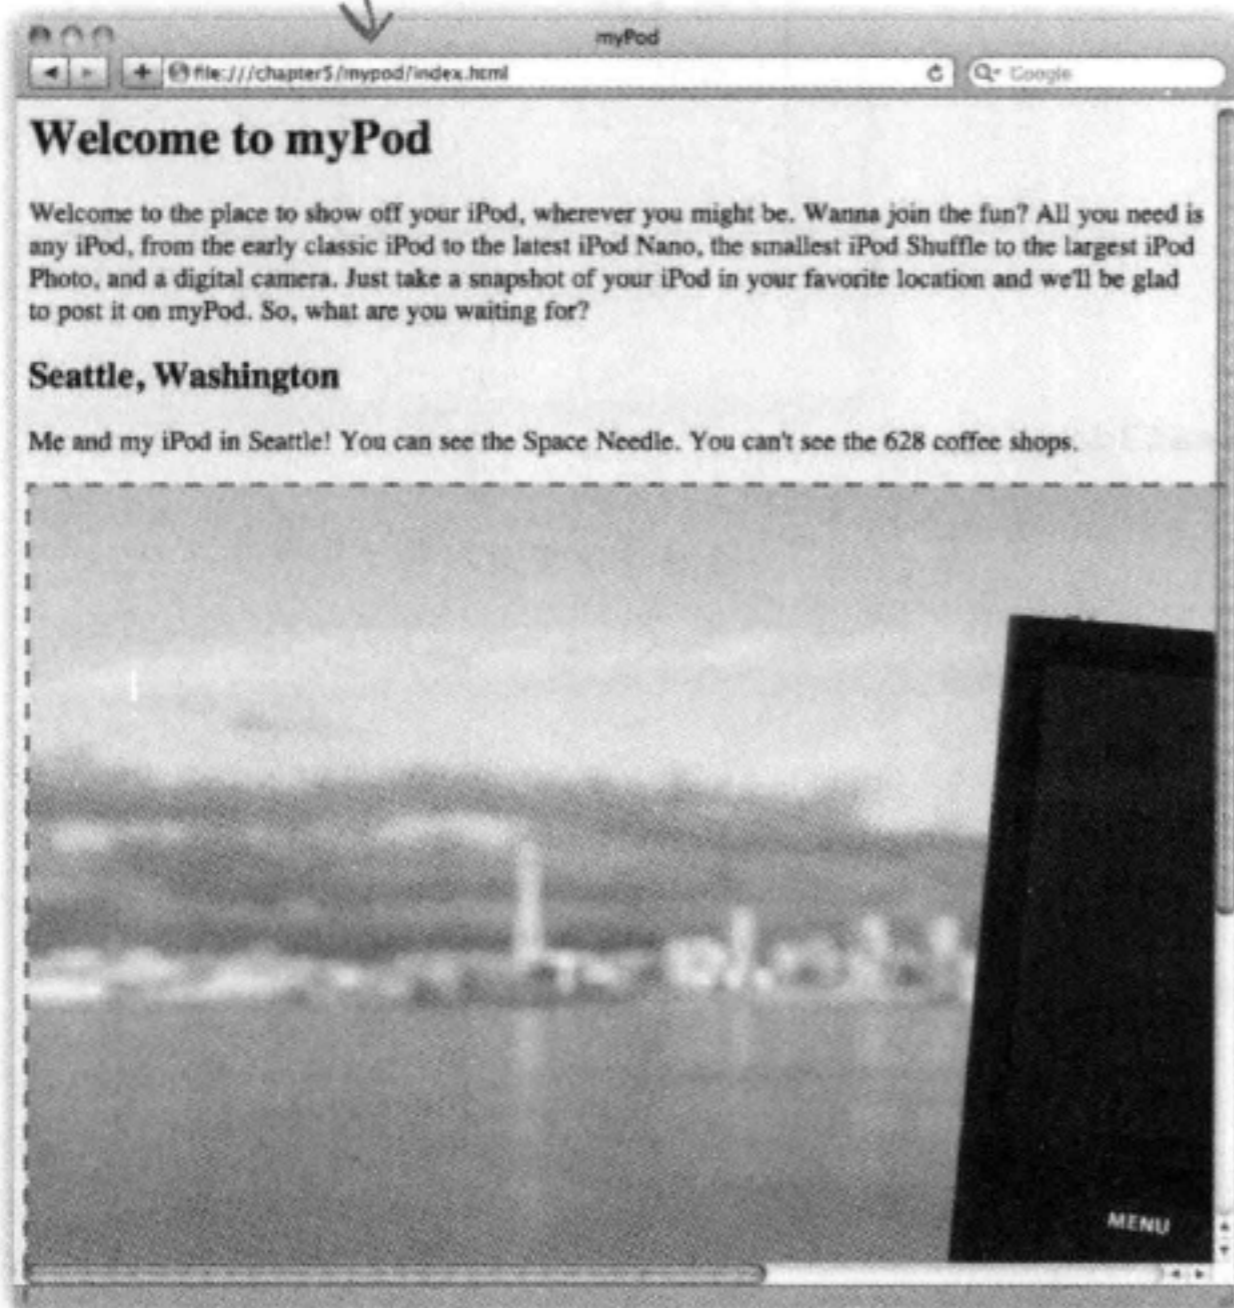 myPod
file:///chapter5/mypod/index.html
Google
Welcome to myPod
Welcome to the place to show off your iPod, wherever you might be. Wanna join the fun? All you need is
any iPod, from the early classic iPod to the latest iPod Nano, the smallest iPod Shuffle to the largest iPod
Photo, and a digital camera. Just take a snapshot of your iPod in your favorite location and we'll be glad
to post it on myPod. So, what are you waiting for?
Seattle, Washington
Me and my iPod in Seattle! You can see the Space Needle. You can't see the 628 coffee shops.
MENU